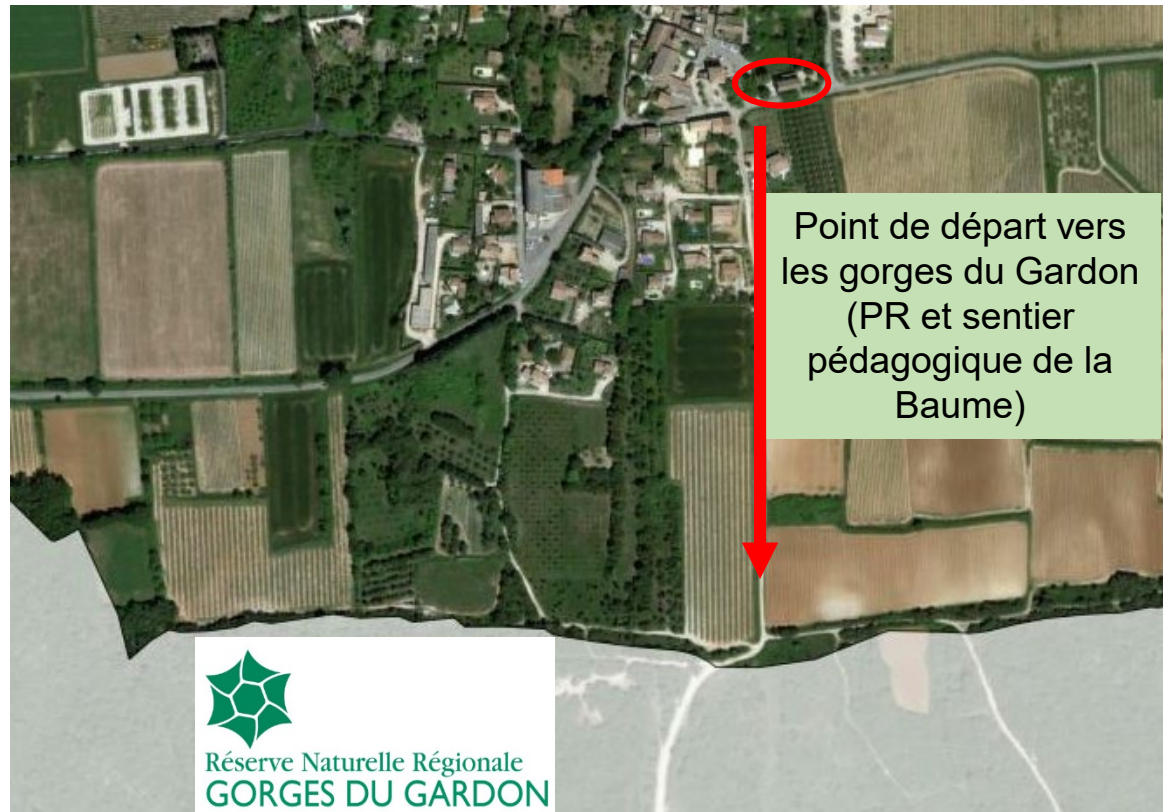 Point de départ vers
les gorges du Gardon
(PR et sentier
pédagogique de la
Baume)
Réserve Naturelle Régionale
GORGES DU GARDON